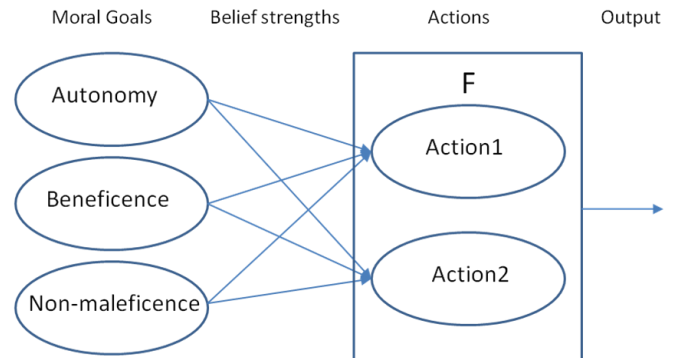 Moral Goals Belief strengths Actions Output
F
Autonomy
Action1
Beneficence
Action2
Non-maleficence